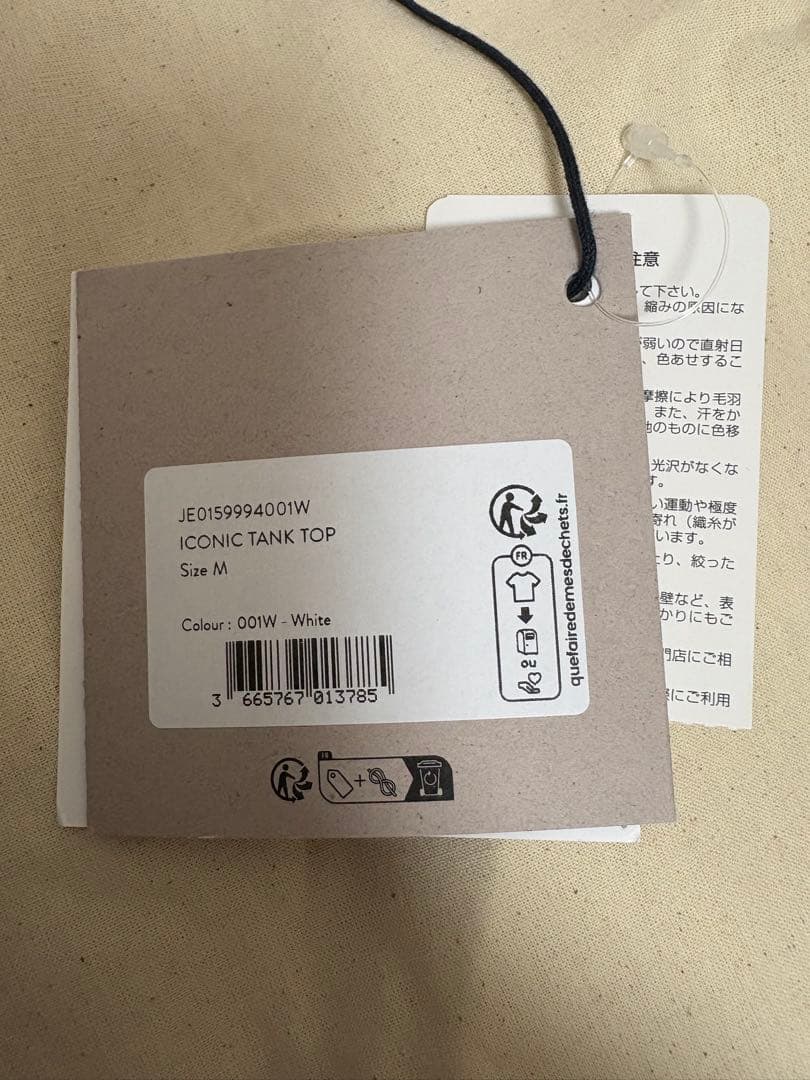 JE0159994001W
ICONIC TANK TOP
Size M
Colour : 001W - White
3 665767 013785
FR
quefairedemesdechets.fr
FR
注意
て下さい。
縮みの原因にな
弱いので直射日
、色あせするこ
摩擦により毛羽
また、汗をか
他のものに色移
光沢がなくな
す。
い運動や極度
寄れ（織糸が
います。
たり、絞った
壁など、表
かりにもご
門店にご相
にご利用